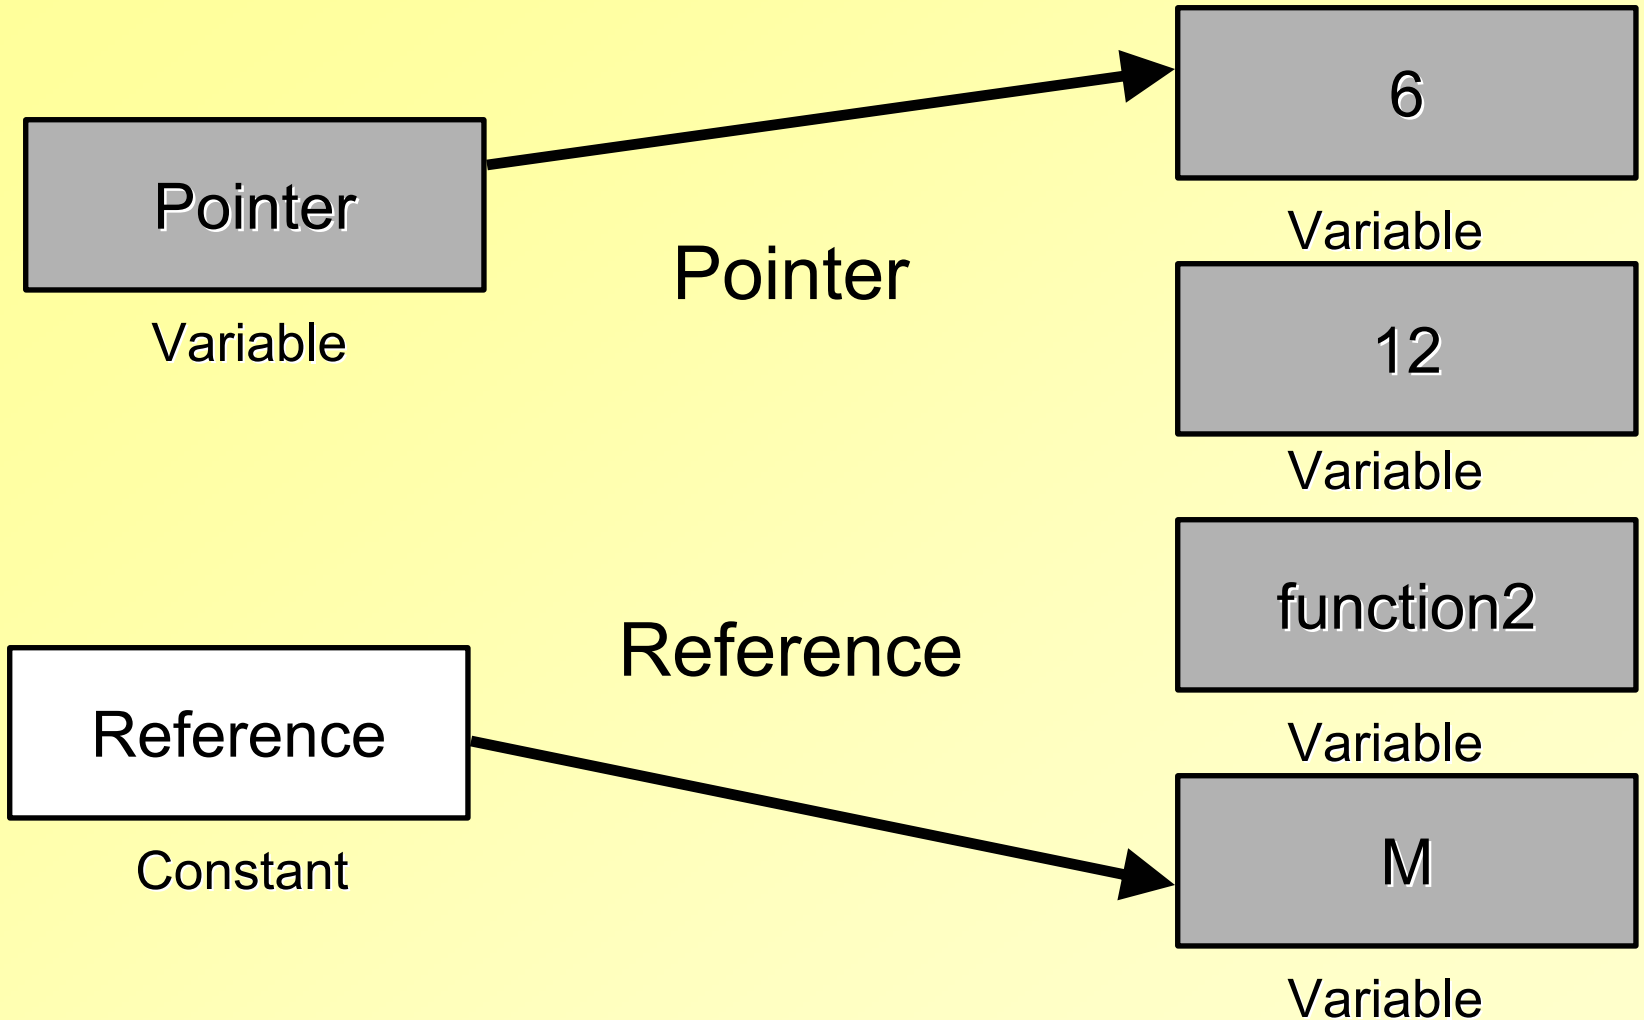 6
Pointer
Variable
Pointer
Variable
12
Variable
function2
Reference
Reference
Variable
Constant
M
Variable